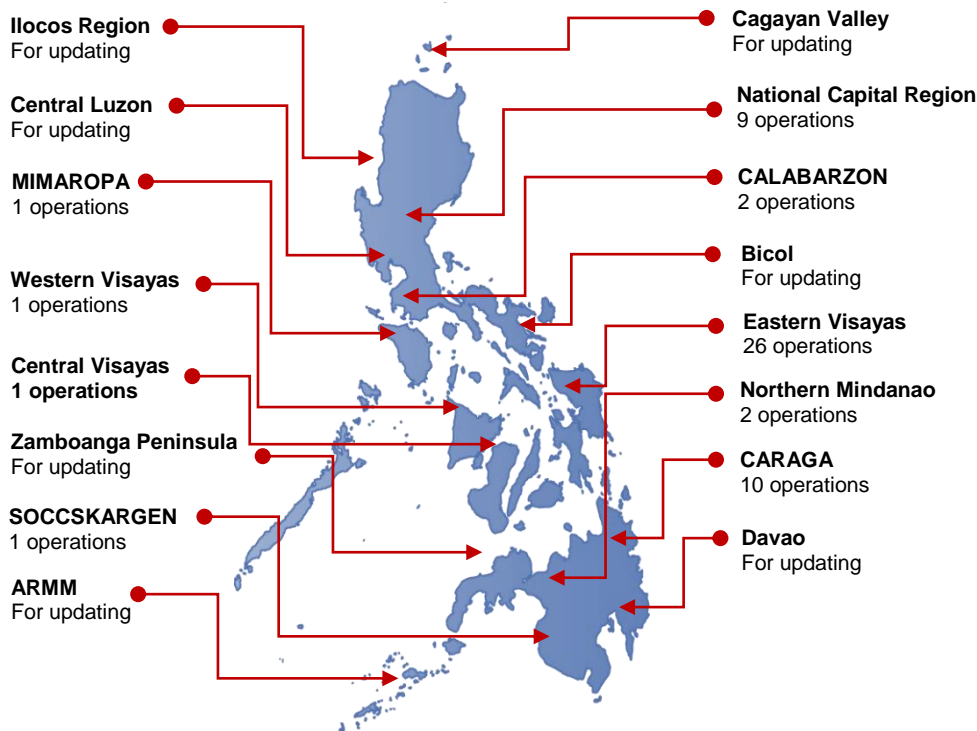 Ilocos Region
For updating
Central Luzon
For updating
MIMAROPA
1 operations
Western Visayas
1 operations
Central Visayas
1 operations
Zamboanga Peninsula
For updating
SOCCSKARGEN
1 operations
ARMM
For updating
Cagayan Valley
For updating
National Capital Region
9 operations
CALABARZON
2 operations
Bicol
For updating
Eastern Visayas
26 operations
Northern Mindanao
2 operations
CARAGA
10 operations
Davao
For updating